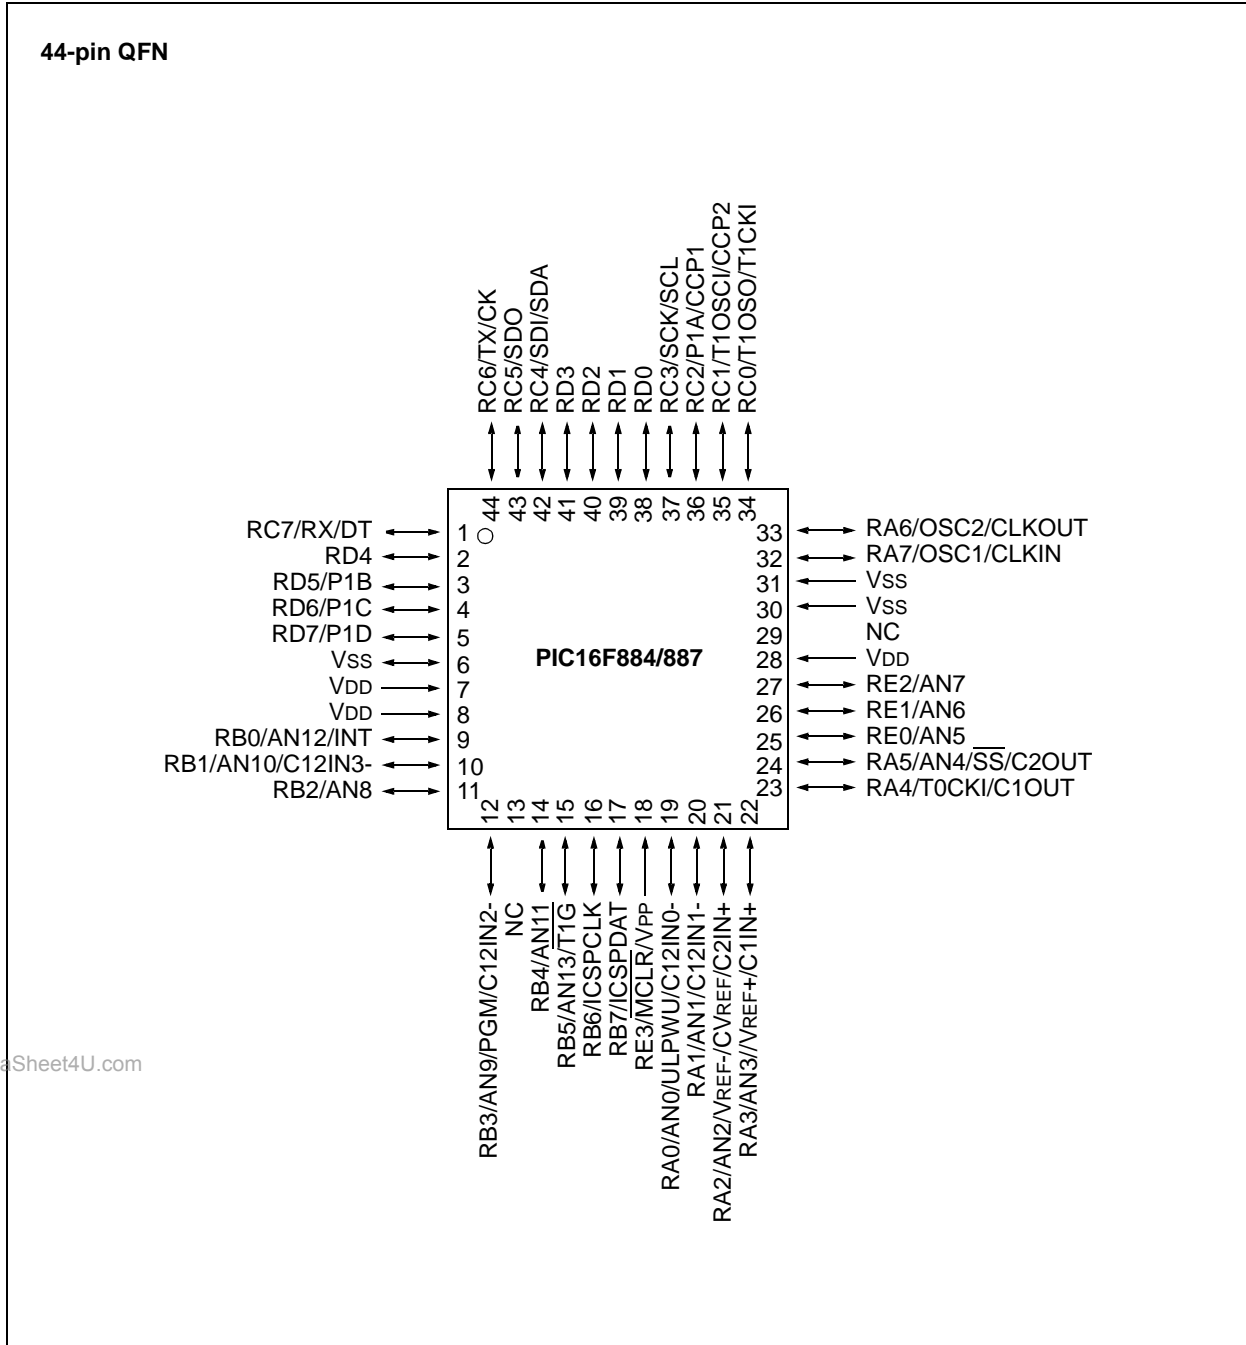 44-pin QFN
RC6/TX/CK
RC5/SDO
RC4/SDI/SDA
RD3
RD2
RD1
RD0
RC3/SCK/SCL
RC2/P1A/CCP1
RC1/T1OSCI/CCP2
RC0/T1OSO/T1CKI
44 43 42 41 40 39 38 37 36 35 34
RC7/RX/DT 1
RD4 2
RD5/P1B 3
RD6/P1C 4
RD7/P1D 5
VSS 6
VDD 7
VDD 8
RB0/AN12/INT 9
RB1/AN10/C12IN3- 10
RB2/AN8 11
PIC16F884/887
33 RA6/OSC2/CLKOUT
32 RA7/OSC1/CLKIN
31 VSS
30 VSS
29 NC
28 VDD
27 RE2/AN7
26 RE1/AN6
25 RE0/AN5
24 RA5/AN4/SS/C2OUT
23 RA4/T0CKI/C1OUT
12 13 14 15 16 17 18 19 20 21 22
RB3/AN9/PGM/C12IN2-
NC
RB4/AN11
RB5/AN13/T1G
RB6/ICSPCLK
RB7/ICSPDAT
RE3/MCLR/VPP
RA0/AN0/ULPWU/C12IN0-
RA1/AN1/C12IN1-
RA2/AN2/VREF-/CVREF/C2IN+
RA3/AN3//VREF+/C1IN+
aSheet4U.com